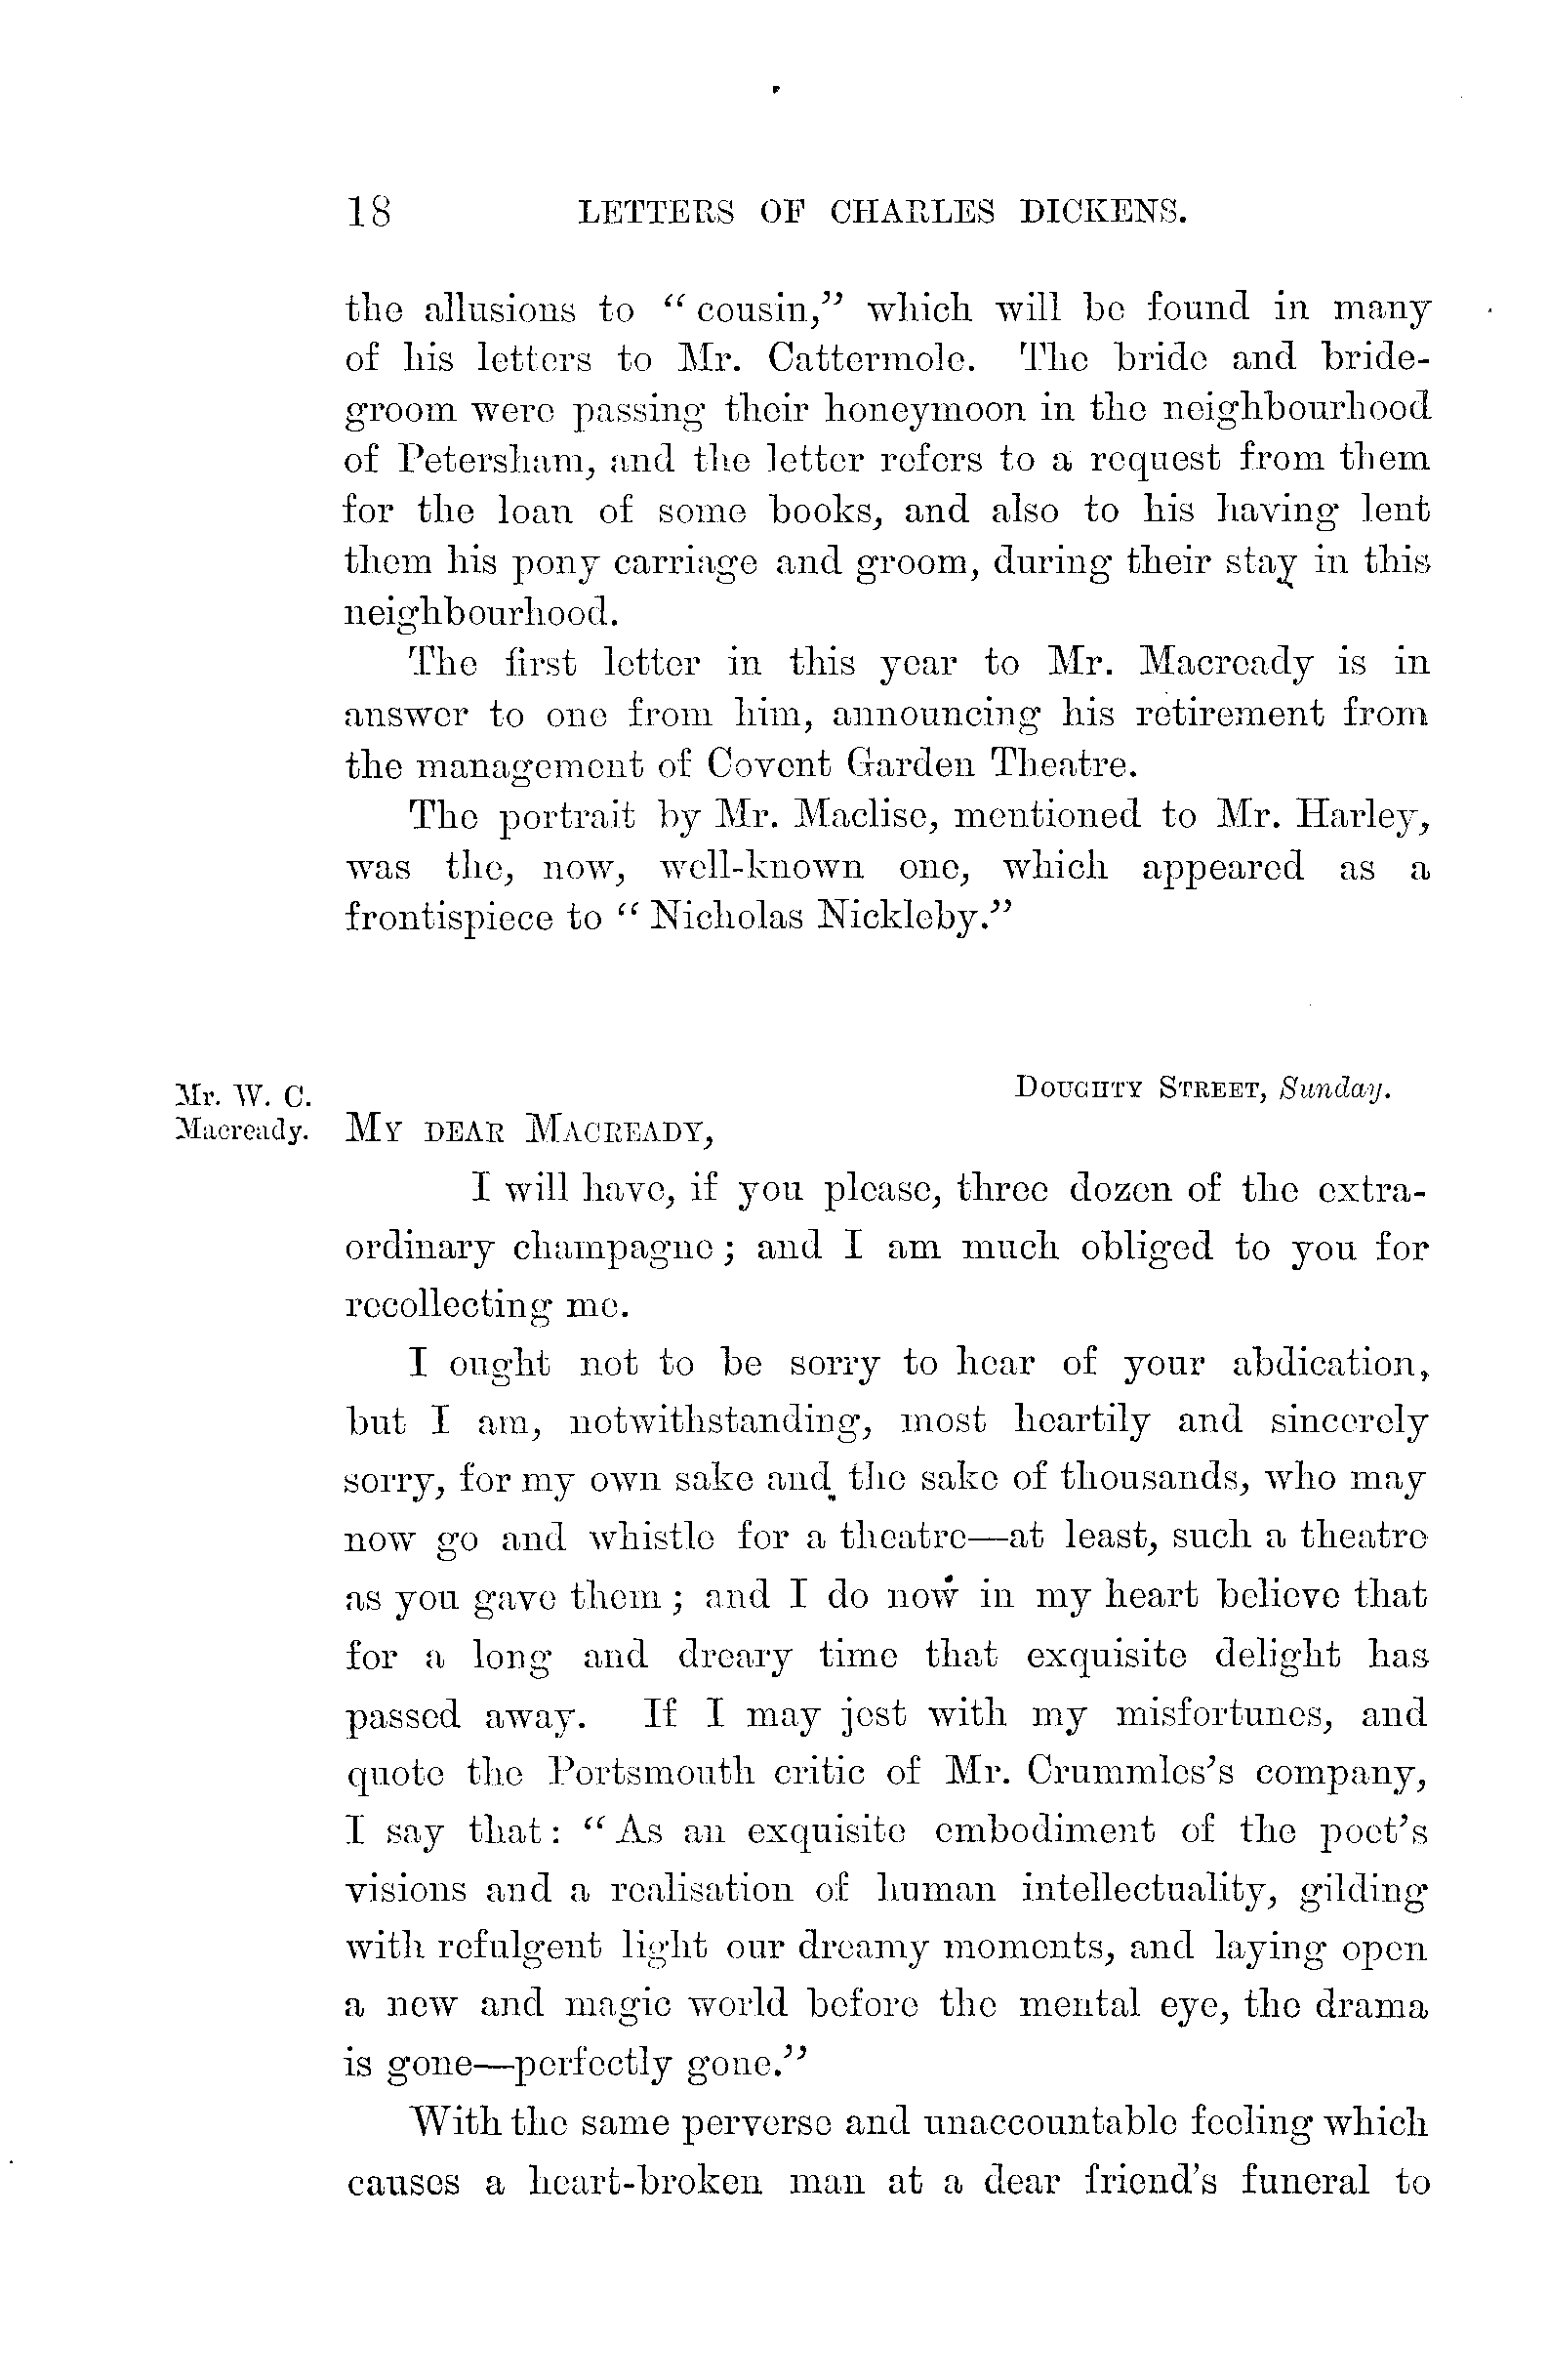 18 LETTERS OF CHARLES DICKENS.
the allusions to “cousin,” which will be found in many
of his letters to Mr. Cattermole. The bride and bride-
groom were passing their honeymoon in the neighbourhood
of Petersham, and the letter refers to a request from them
for the loan of some books, and also to his having lent
them his pony carriage and groom, during their stay in this
neighbourhood.
The first letter in this year to Mr. Macready is in
answer to one from him, announcing his retirement from
the management of Covent Garden Theatre.
The portrait by Mr. Maclise, mentioned to Mr. Harley,
was the, now, well-known one, which appeared as a
frontispiece to “Nicholas Nickleby.”
Mr. W. C.
Macready.
DOUGHTY STREET, Sunday.
MY DEAR MACREADY,
I will have, if you please, three dozen of the extra-
ordinary champagne; and I am much obliged to you for
recollecting me.
I ought not to be sorry to hear of your abdication,
but I am, notwithstanding, most heartily and sincerely
sorry, for my own sake and the sake of thousands, who may
now go and whistle for a theatre—at least, such a theatre
as you gave them; and I do now in my heart believe that
for a long and dreary time that exquisite delight has
passed away. If I may jest with my misfortunes, and
quote the Portsmouth critic of Mr. Crummles's company,
I say that: “As an exquisite embodiment of the poet's
visions and a realisation of human intellectuality, gilding
with refulgent light our dreamy moments, and laying open
a new and magic world before the mental eye, the drama
is gone—perfectly gone.”
With the same perverse and unaccountable feeling which
causes a heart-broken man at a dear friend's funeral to